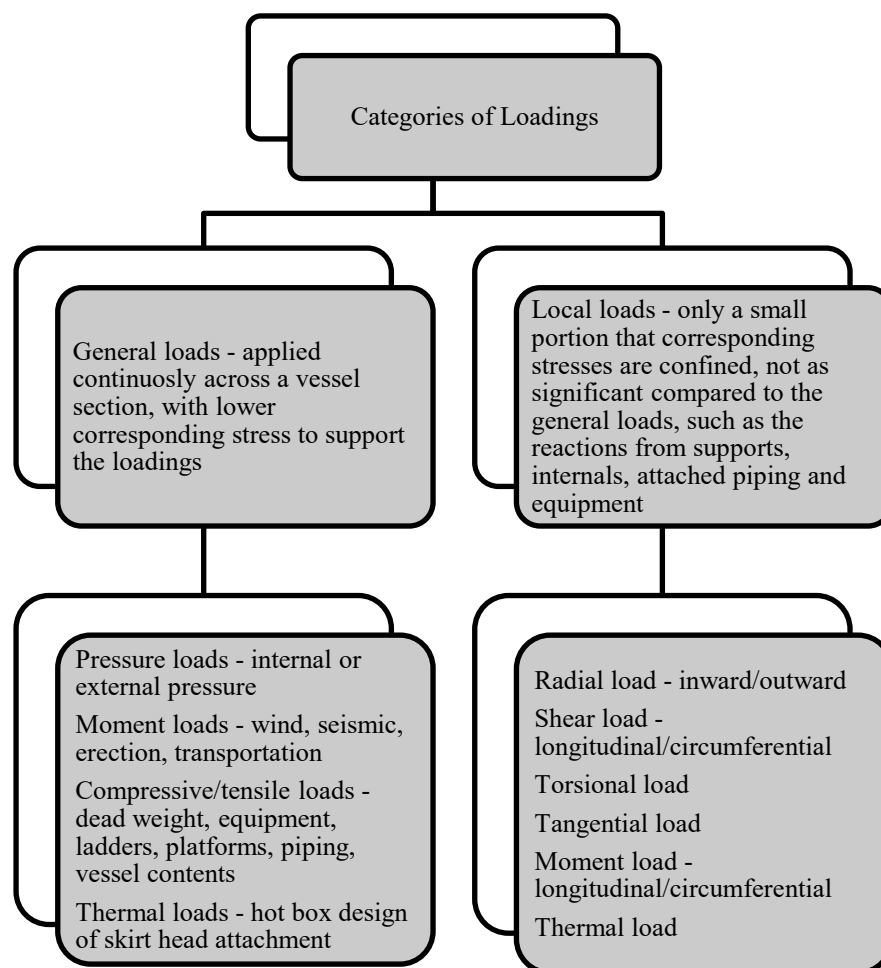 Categories of Loadings
General loads - applied
continuosly across a vessel
section, with lower
corresponding stress to support
the loadings
Local loads - only a small
portion that corresponding
stresses are confined, not as
significant compared to the
general loads, such as the
reactions from supports,
internals, attached piping and
equipment
Pressure loads - internal or
external pressure
Moment loads - wind, seismic,
erection, transportation
Compressive/tensile loads -
dead weight, equipment,
ladders, platforms, piping,
vessel contents
Thermal loads - hot box design
of skirt head attachment
Radial load - inward/outward
Shear load -
longitudinal/circumferential
Torsional load
Tangential load
Moment load -
longitudinal/circumferential
Thermal load